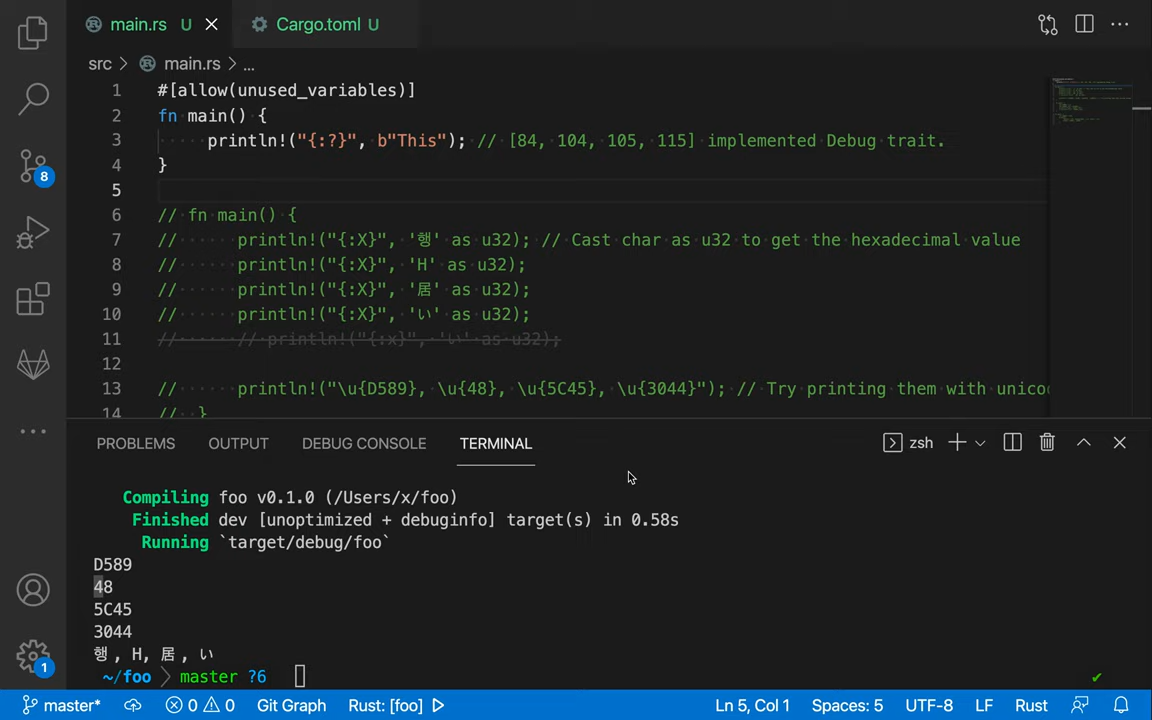 main.rs U Cargo.toml U
src main.rs ...
1 #[allow(unused_variables)]
2 fn main() {
3 println!("{:?}", b"This"); // [84, 104, 105, 115] implemented Debug trait.
4 }
5
6 // fn main() {
7 // println!("{:X}", '행' as u32); // Cast char as u32 to get the hexadecimal value
8 // println!("{:X}", 'H' as u32);
9 // println!("{:X}", '居' as u32);
10 // println!("{:X}", 'い' as u32);
11 // // println!("{:x}", 'い' as u32);
12
13 // println!("\u{D589}, \u{48}, \u{5C45}, \u{3044}"); // Try printing them with unico
14 // }
8
PROBLEMS OUTPUT DEBUG CONSOLE TERMINAL zsh
Compiling foo v0.1.0 (/Users/x/foo)
Finished dev [unoptimized + debuginfo] target(s) in 0.58s
Running `target/debug/foo`
D589
48
5C45
3044
행, H, 居, い
~/foo master ?6
1
master* 0 0 Git Graph Rust: [foo] Ln 5, Col 1 Spaces: 5 UTF-8 LF Rust